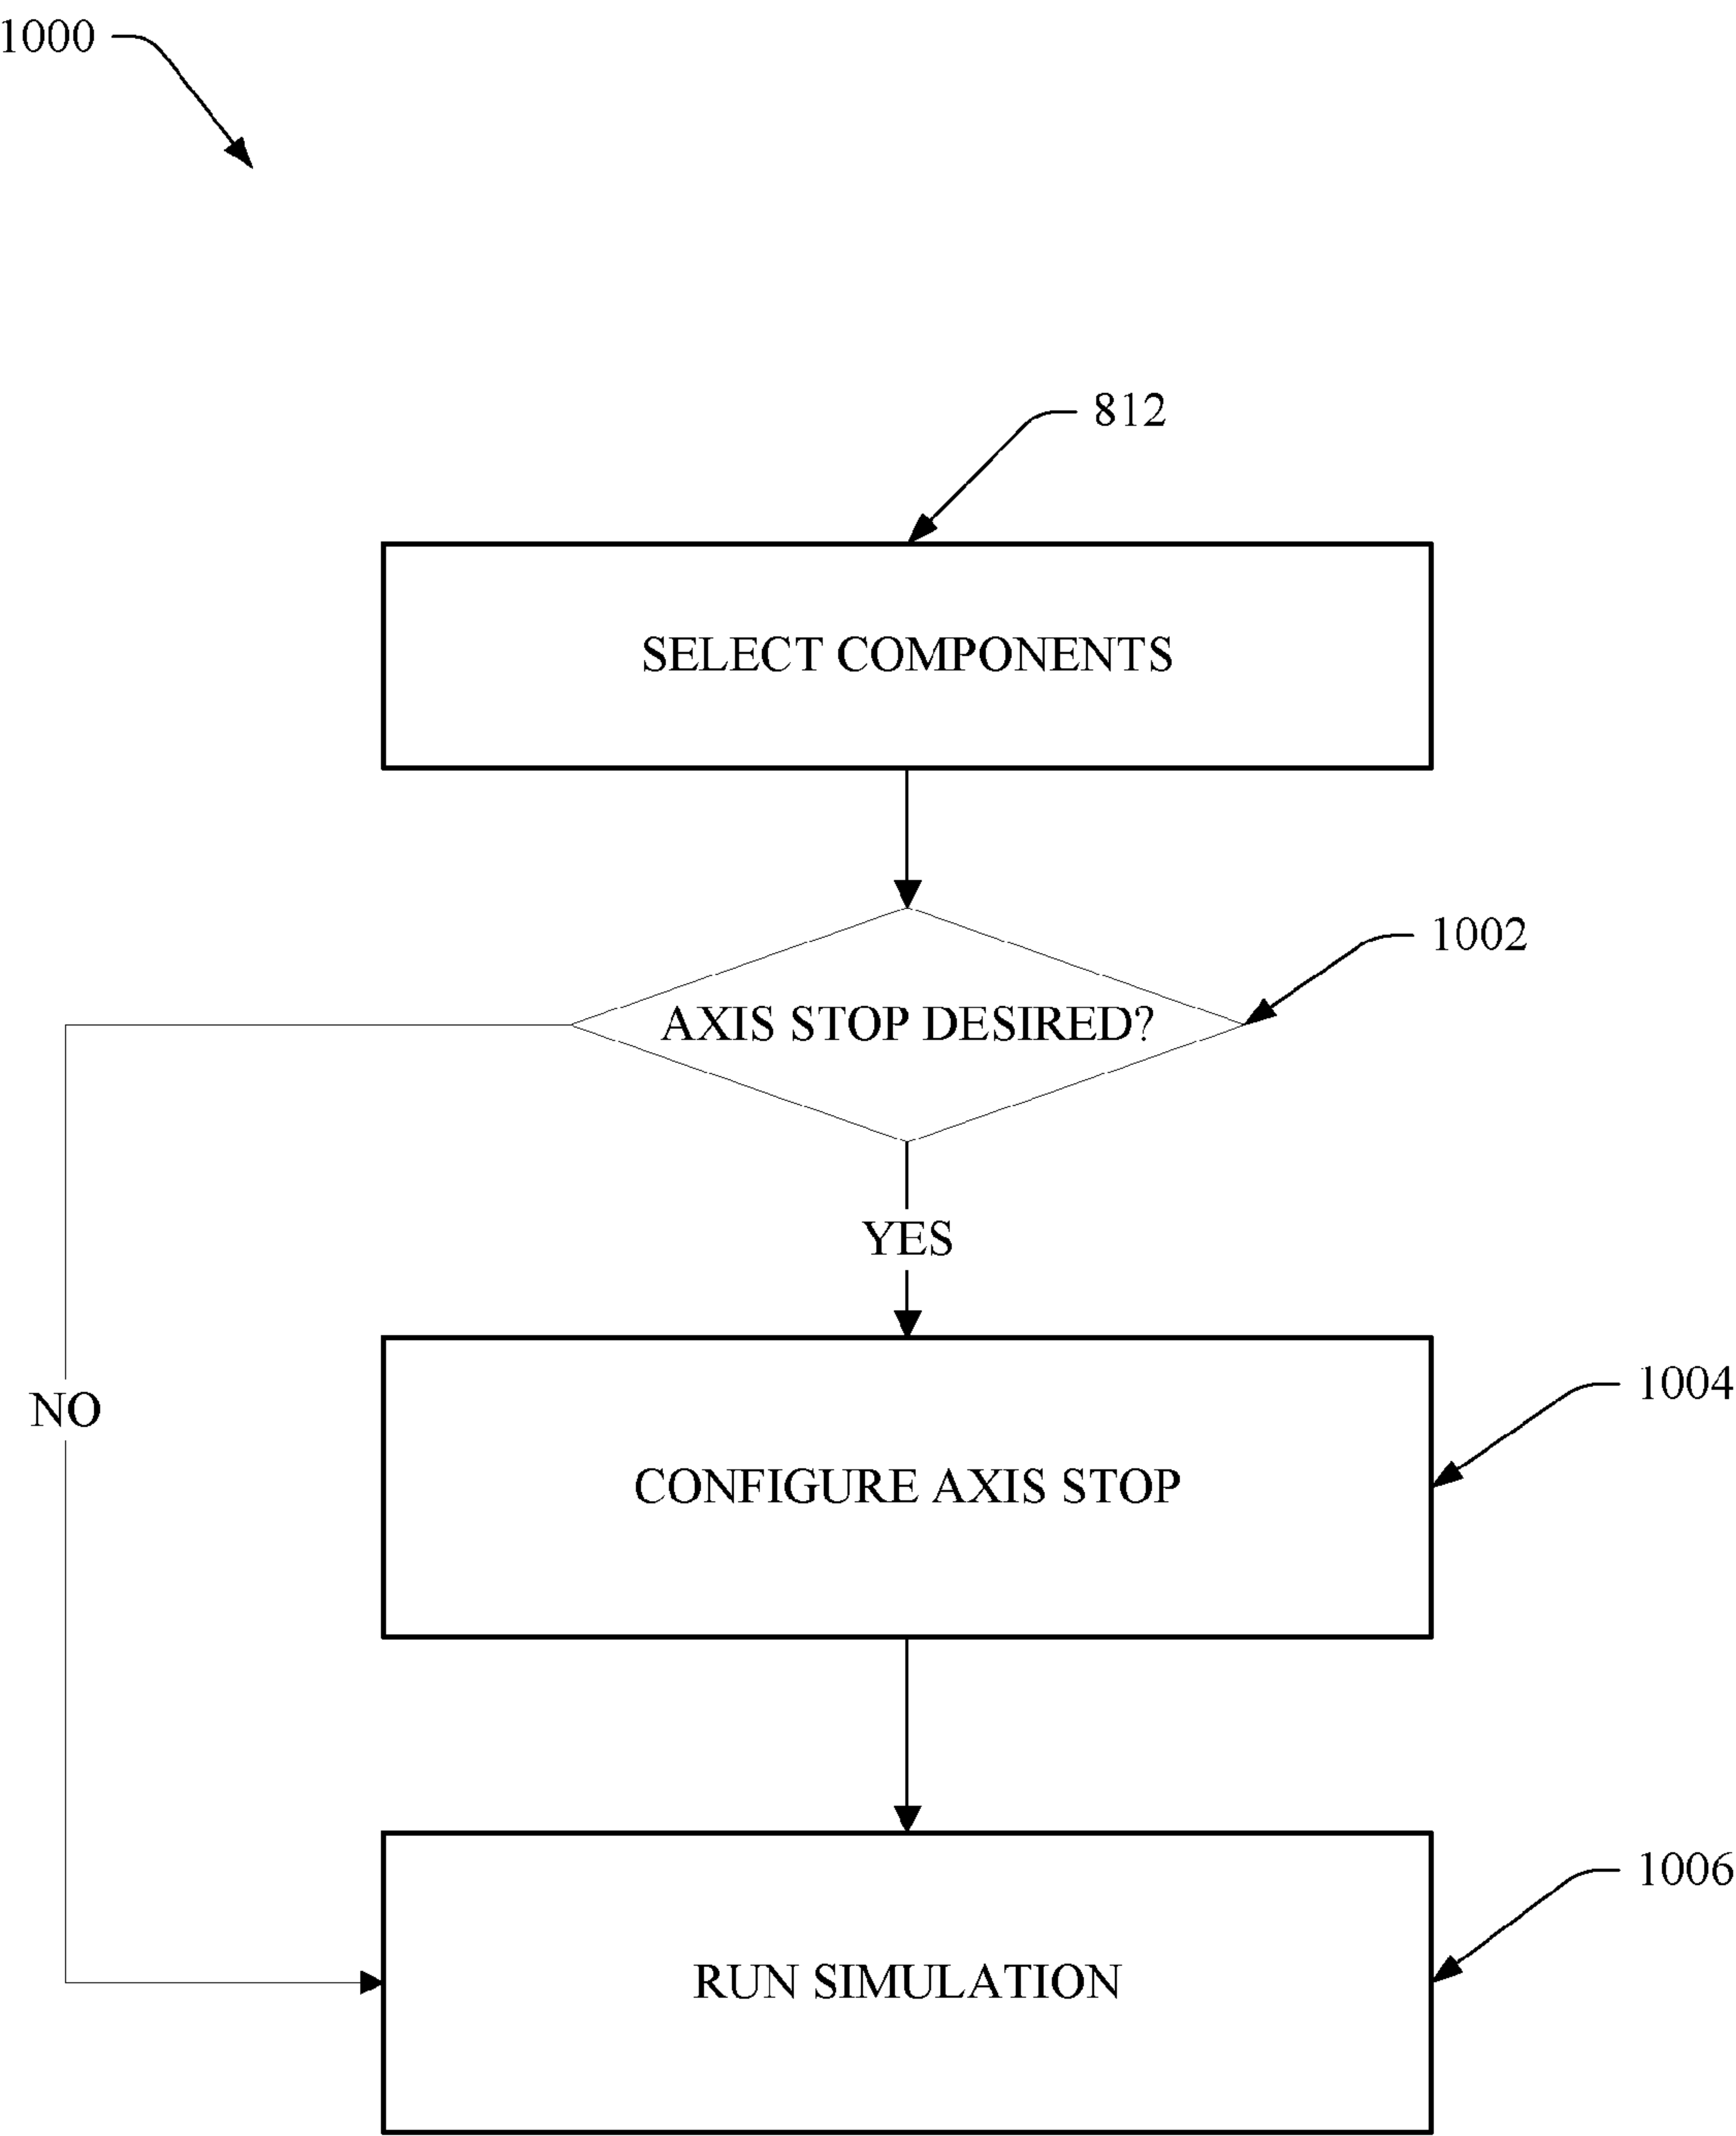 1000
812
SELECT COMPONENTS
1002
AXIS STOP DESIRED?
YES
1004
NO
CONFIGURE AXIS STOP
1006
RUN SIMULATION